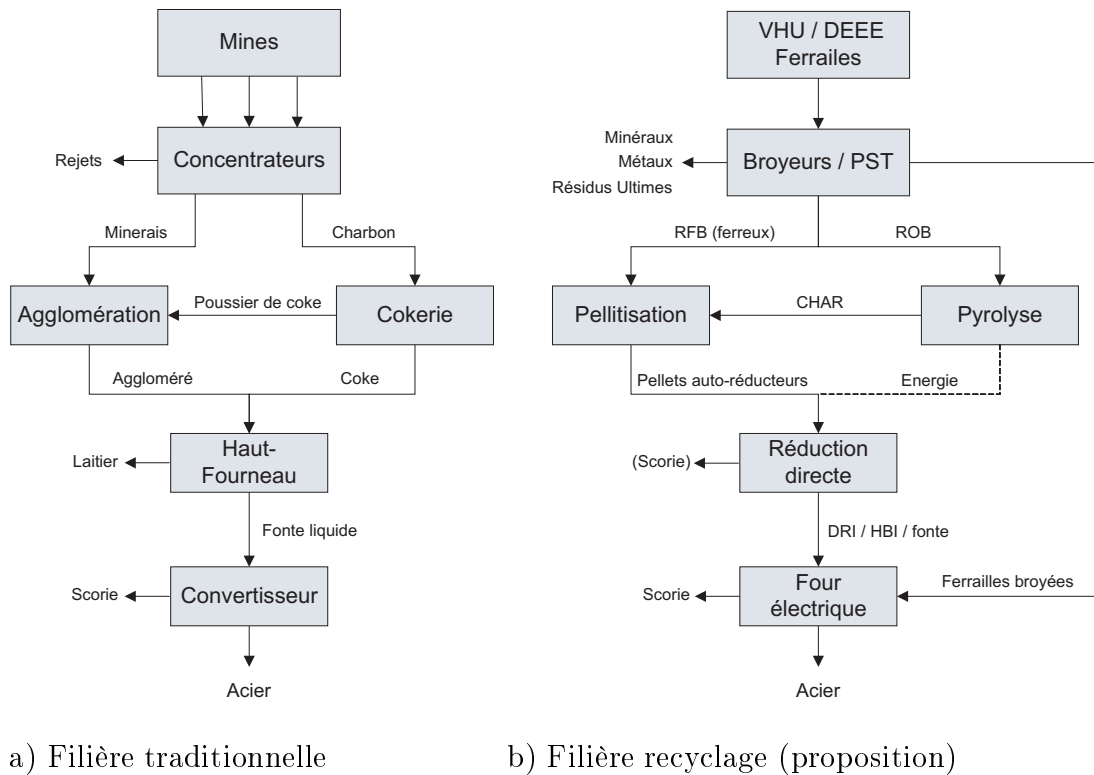 Mines
Concentrateurs
Rejets
Minerais
Charbon
Agglomération
Poussier de coke
Cokerie
Aggloméré
Coke
Haut-
Fourneau
Laitier
Fonte liquide
Convertisseur
Scorie
Acier
a) Filière traditionnelle
VHU / DEEE
Ferrailes
Minéraux
Métaux
Résidus Ultimes
Broyeurs / PST
RFB (ferreux)
ROB
Pellitisation
CHAR
Pyrolyse
Pellets auto-réducteurs
Energie
Réduction
directe
(Scorie)
DRI / HBI / fonte
Four
électrique
Scorie
Ferrailles broyées
Acier
b) Filière recyclage (proposition)